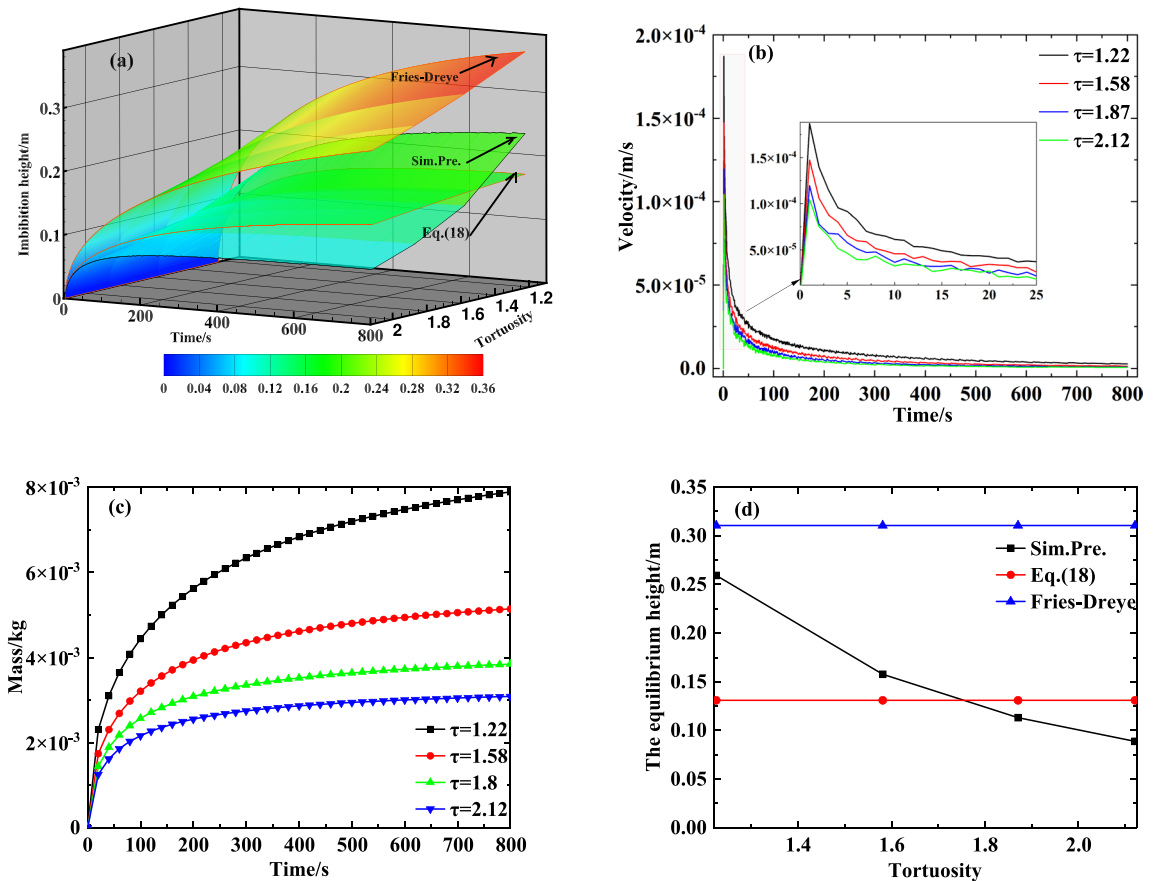 (a)
Fries-Dreye
Sim.Pre.
Eq.(18)
Imbibition height/m
0.3
0.2
0.1
0
0
200
400
600
800
Time/s
2
1.8
1.6
1.4
1.2
Tortuosity
0 0.04 0.08 0.12 0.16 0.2 0.24 0.28 0.32 0.36
(b)
τ=1.22
τ=1.58
τ=1.87
τ=2.12
Velocity/m/s
2.0×10⁻⁴
1.5×10⁻⁴
1.0×10⁻⁴
5.0×10⁻⁵
0.0
1.5×10⁻⁴
1.0×10⁻⁴
5.0×10⁻⁵
0 5 10 15 20 25
0 100 200 300 400 500 600 700 800
Time/s
(c)
Mass/kg
8×10⁻³
6×10⁻³
4×10⁻³
2×10⁻³
0
τ=1.22
τ=1.58
τ=1.8
τ=2.12
0 100 200 300 400 500 600 700 800
Time/s
(d)
The equilibrium height/m
0.35
0.30
0.25
0.20
0.15
0.10
0.05
0.00
Sim.Pre.
Eq.(18)
Fries-Dreye
1.4 1.6 1.8 2.0
Tortuosity